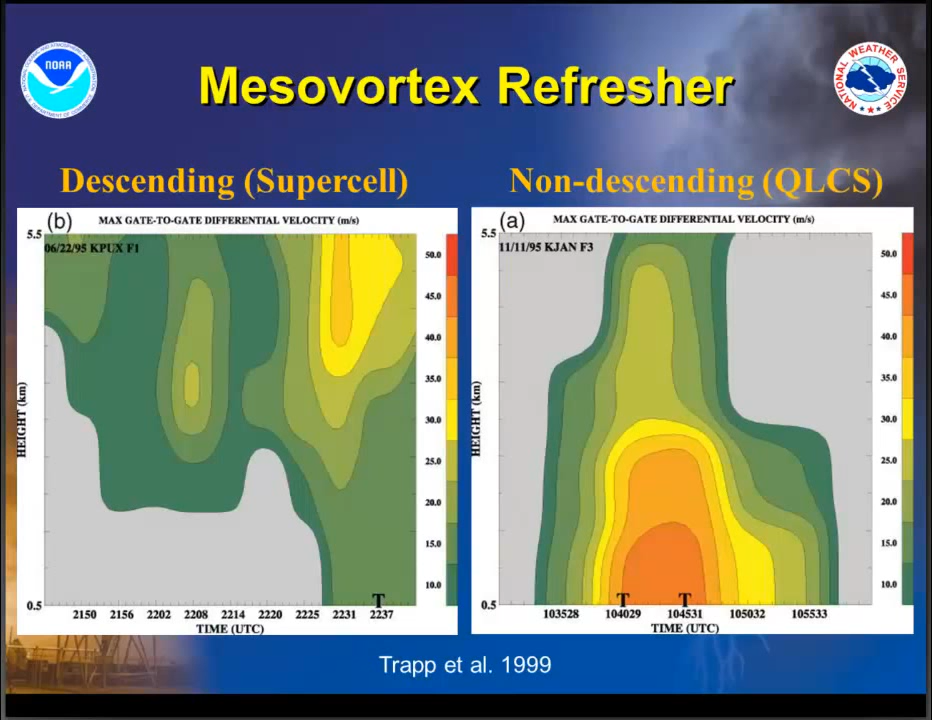 NOAA
NATIONAL WEATHER SERVICE
Mesovortex Refresher
Descending (Supercell)
Non-descending (QLCS)
(b) MAX GATE-TO-GATE DIFFERENTIAL VELOCITY (m/s)
5.5
06/22/95 KPUX F1
50.0
45.0
40.0
35.0
30.0
25.0
20.0
15.0
10.0
HEIGHT (km)
0.5
T
2150 2156 2202 2208 2214 2220 2225 2231 2237
TIME (UTC)
(a) MAX GATE-TO-GATE DIFFERENTIAL VELOCITY (m/s)
5.5
11/11/95 KJAN F3
50.0
45.0
40.0
35.0
30.0
25.0
20.0
15.0
10.0
HEIGHT (km)
0.5
T T
103528 104029 104531 105032 105533
TIME (UTC)
Trapp et al. 1999